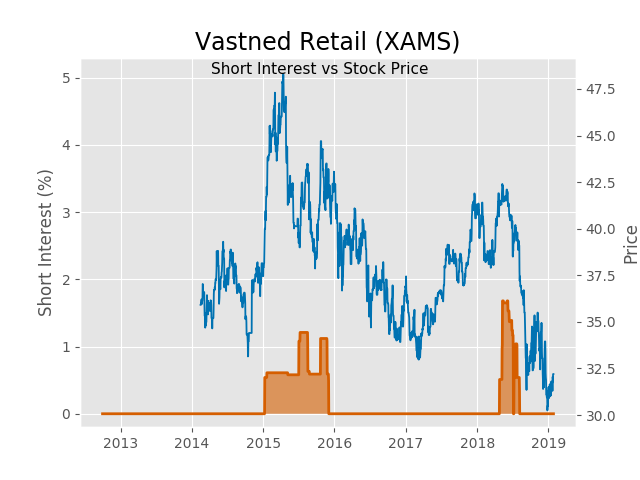 Vastned Retail (XAMS)
Short Interest vs Stock Price
Short Interest (%)
5
4
3
2
1
0
47.5
45.0
42.5
40.0
37.5
35.0
32.5
30.0
Price
2013 2014 2015 2016 2017 2018 2019